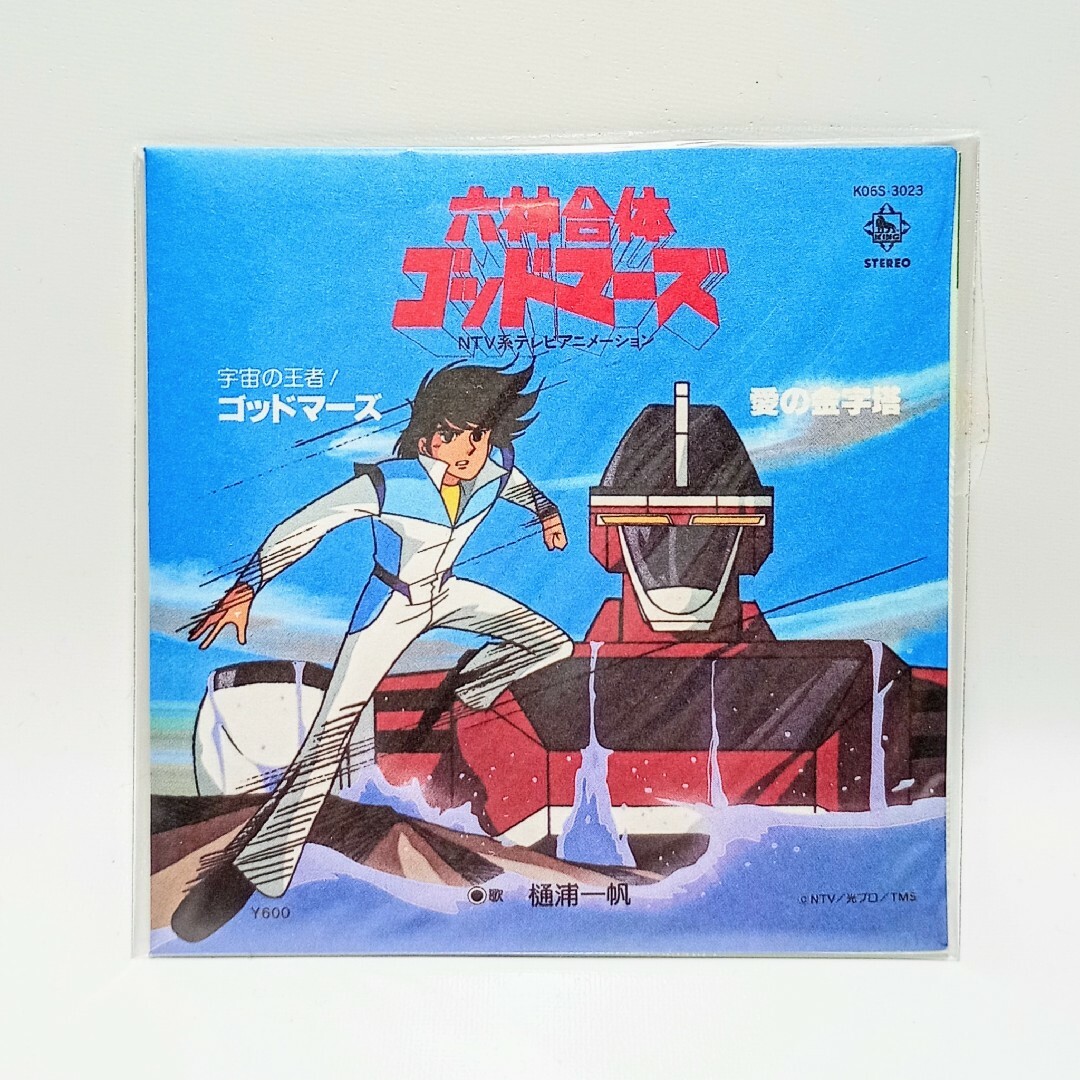 K06S-3023
KING
STEREO
六神合体
ゴッドマーズ
NTV系テレビアニメーション
宇宙の王者!
ゴッドマーズ
愛の金字塔
●歌 樋浦一帆
¥600
©NTV/光プロ/TMS